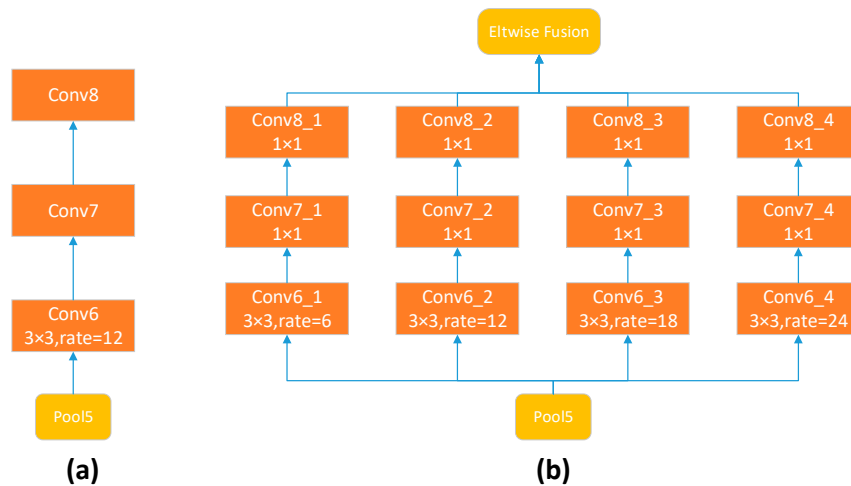 Conv8
Conv7
Conv6
3×3,rate=12
Pool5
(a)
Eltwise Fusion
Conv8_1
1×1
Conv8_2
1×1
Conv8_3
1×1
Conv8_4
1×1
Conv7_1
1×1
Conv7_2
1×1
Conv7_3
1×1
Conv7_4
1×1
Conv6_1
3×3,rate=6
Conv6_2
3×3,rate=12
Conv6_3
3×3,rate=18
Conv6_4
3×3,rate=24
Pool5
(b)